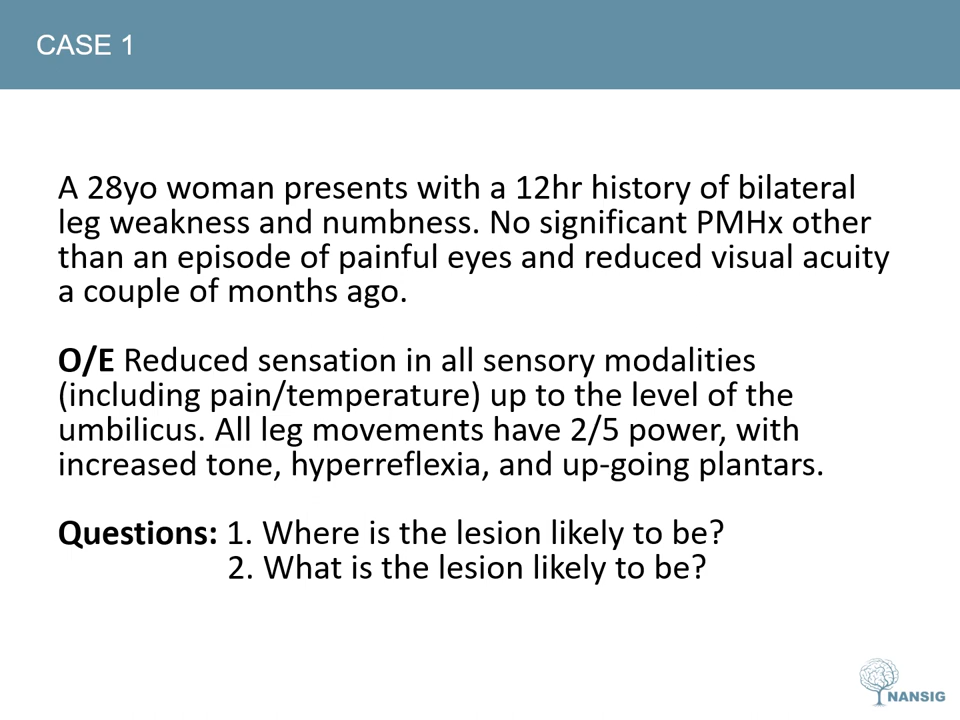 CASE 1
A 28yo woman presents with a 12hr history of bilateral
leg weakness and numbness. No significant PMHx other
than an episode of painful eyes and reduced visual acuity
a couple of months ago.
O/E Reduced sensation in all sensory modalities
(including pain/temperature) up to the level of the
umbilicus. All leg movements have 2/5 power, with
increased tone, hyperreflexia, and up-going plantars.
Questions: 1. Where is the lesion likely to be?
2. What is the lesion likely to be?
NANSIG